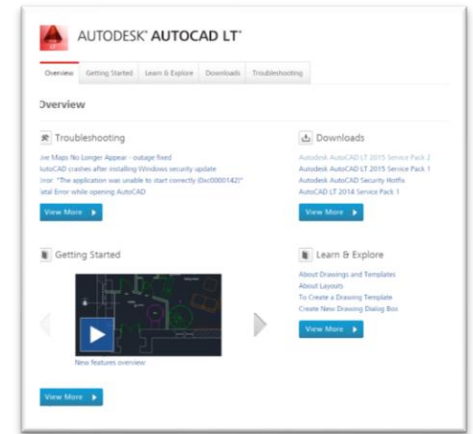 AUTODESK® AUTOCAD LT®
LT
Overview Getting Started Learn & Explore Downloads Troubleshooting
Overview
Troubleshooting
Live Maps No Longer Appear - outage fixed
AutoCAD crashes after installing Windows security update
Error: "The application was unable to start correctly (0xc0000142)"
Fatal Error while opening AutoCAD
View More
Downloads
Autodesk AutoCAD LT 2015 Service Pack 2
Autodesk AutoCAD LT 2015 Service Pack 1
Autodesk AutoCAD Security Hotfix
AutoCAD LT 2014 Service Pack 1
View More
Getting Started
New features overview
View More
Learn & Explore
About Drawings and Templates
About Layouts
To Create a Drawing Template
Create New Drawing Dialog Box
View More